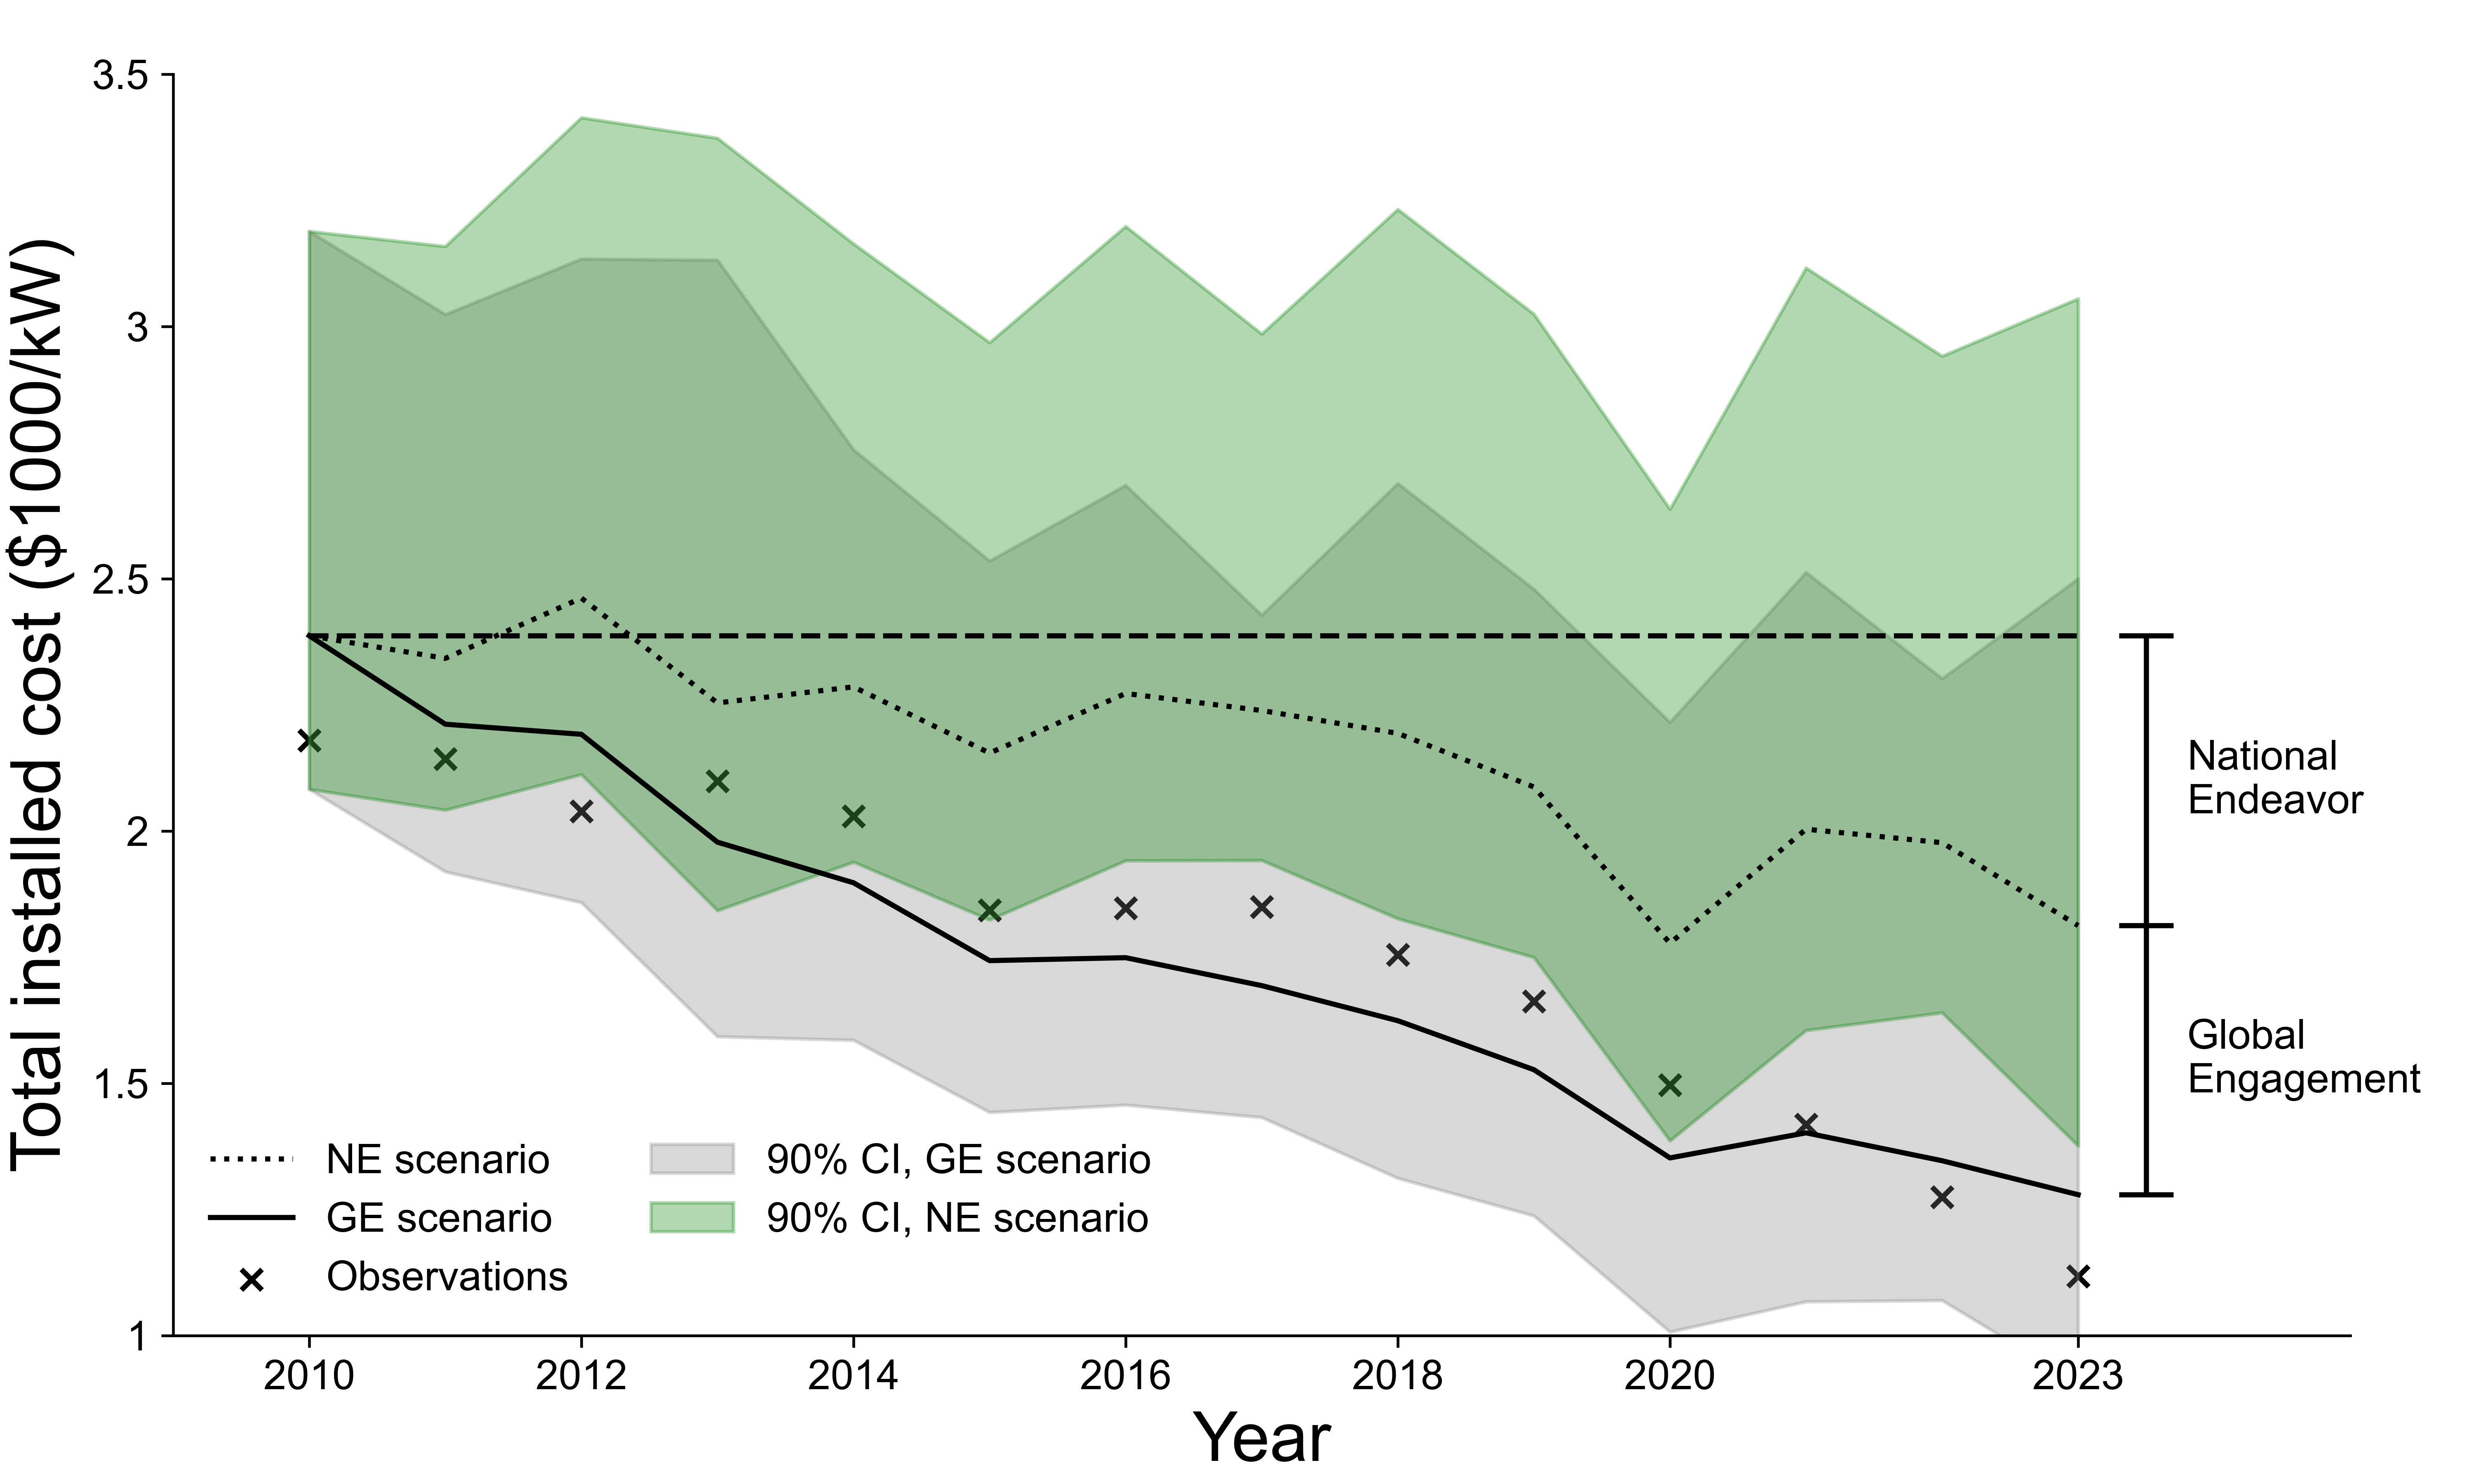 Total installed cost ($1000/kW)
3.5
3
2.5
2
1.5
1
National
Endeavor
Global
Engagement
NE scenario
GE scenario
Observations
90% CI, GE scenario
90% CI, NE scenario
2010
2012
2014
2016
2018
2020
2023
Year